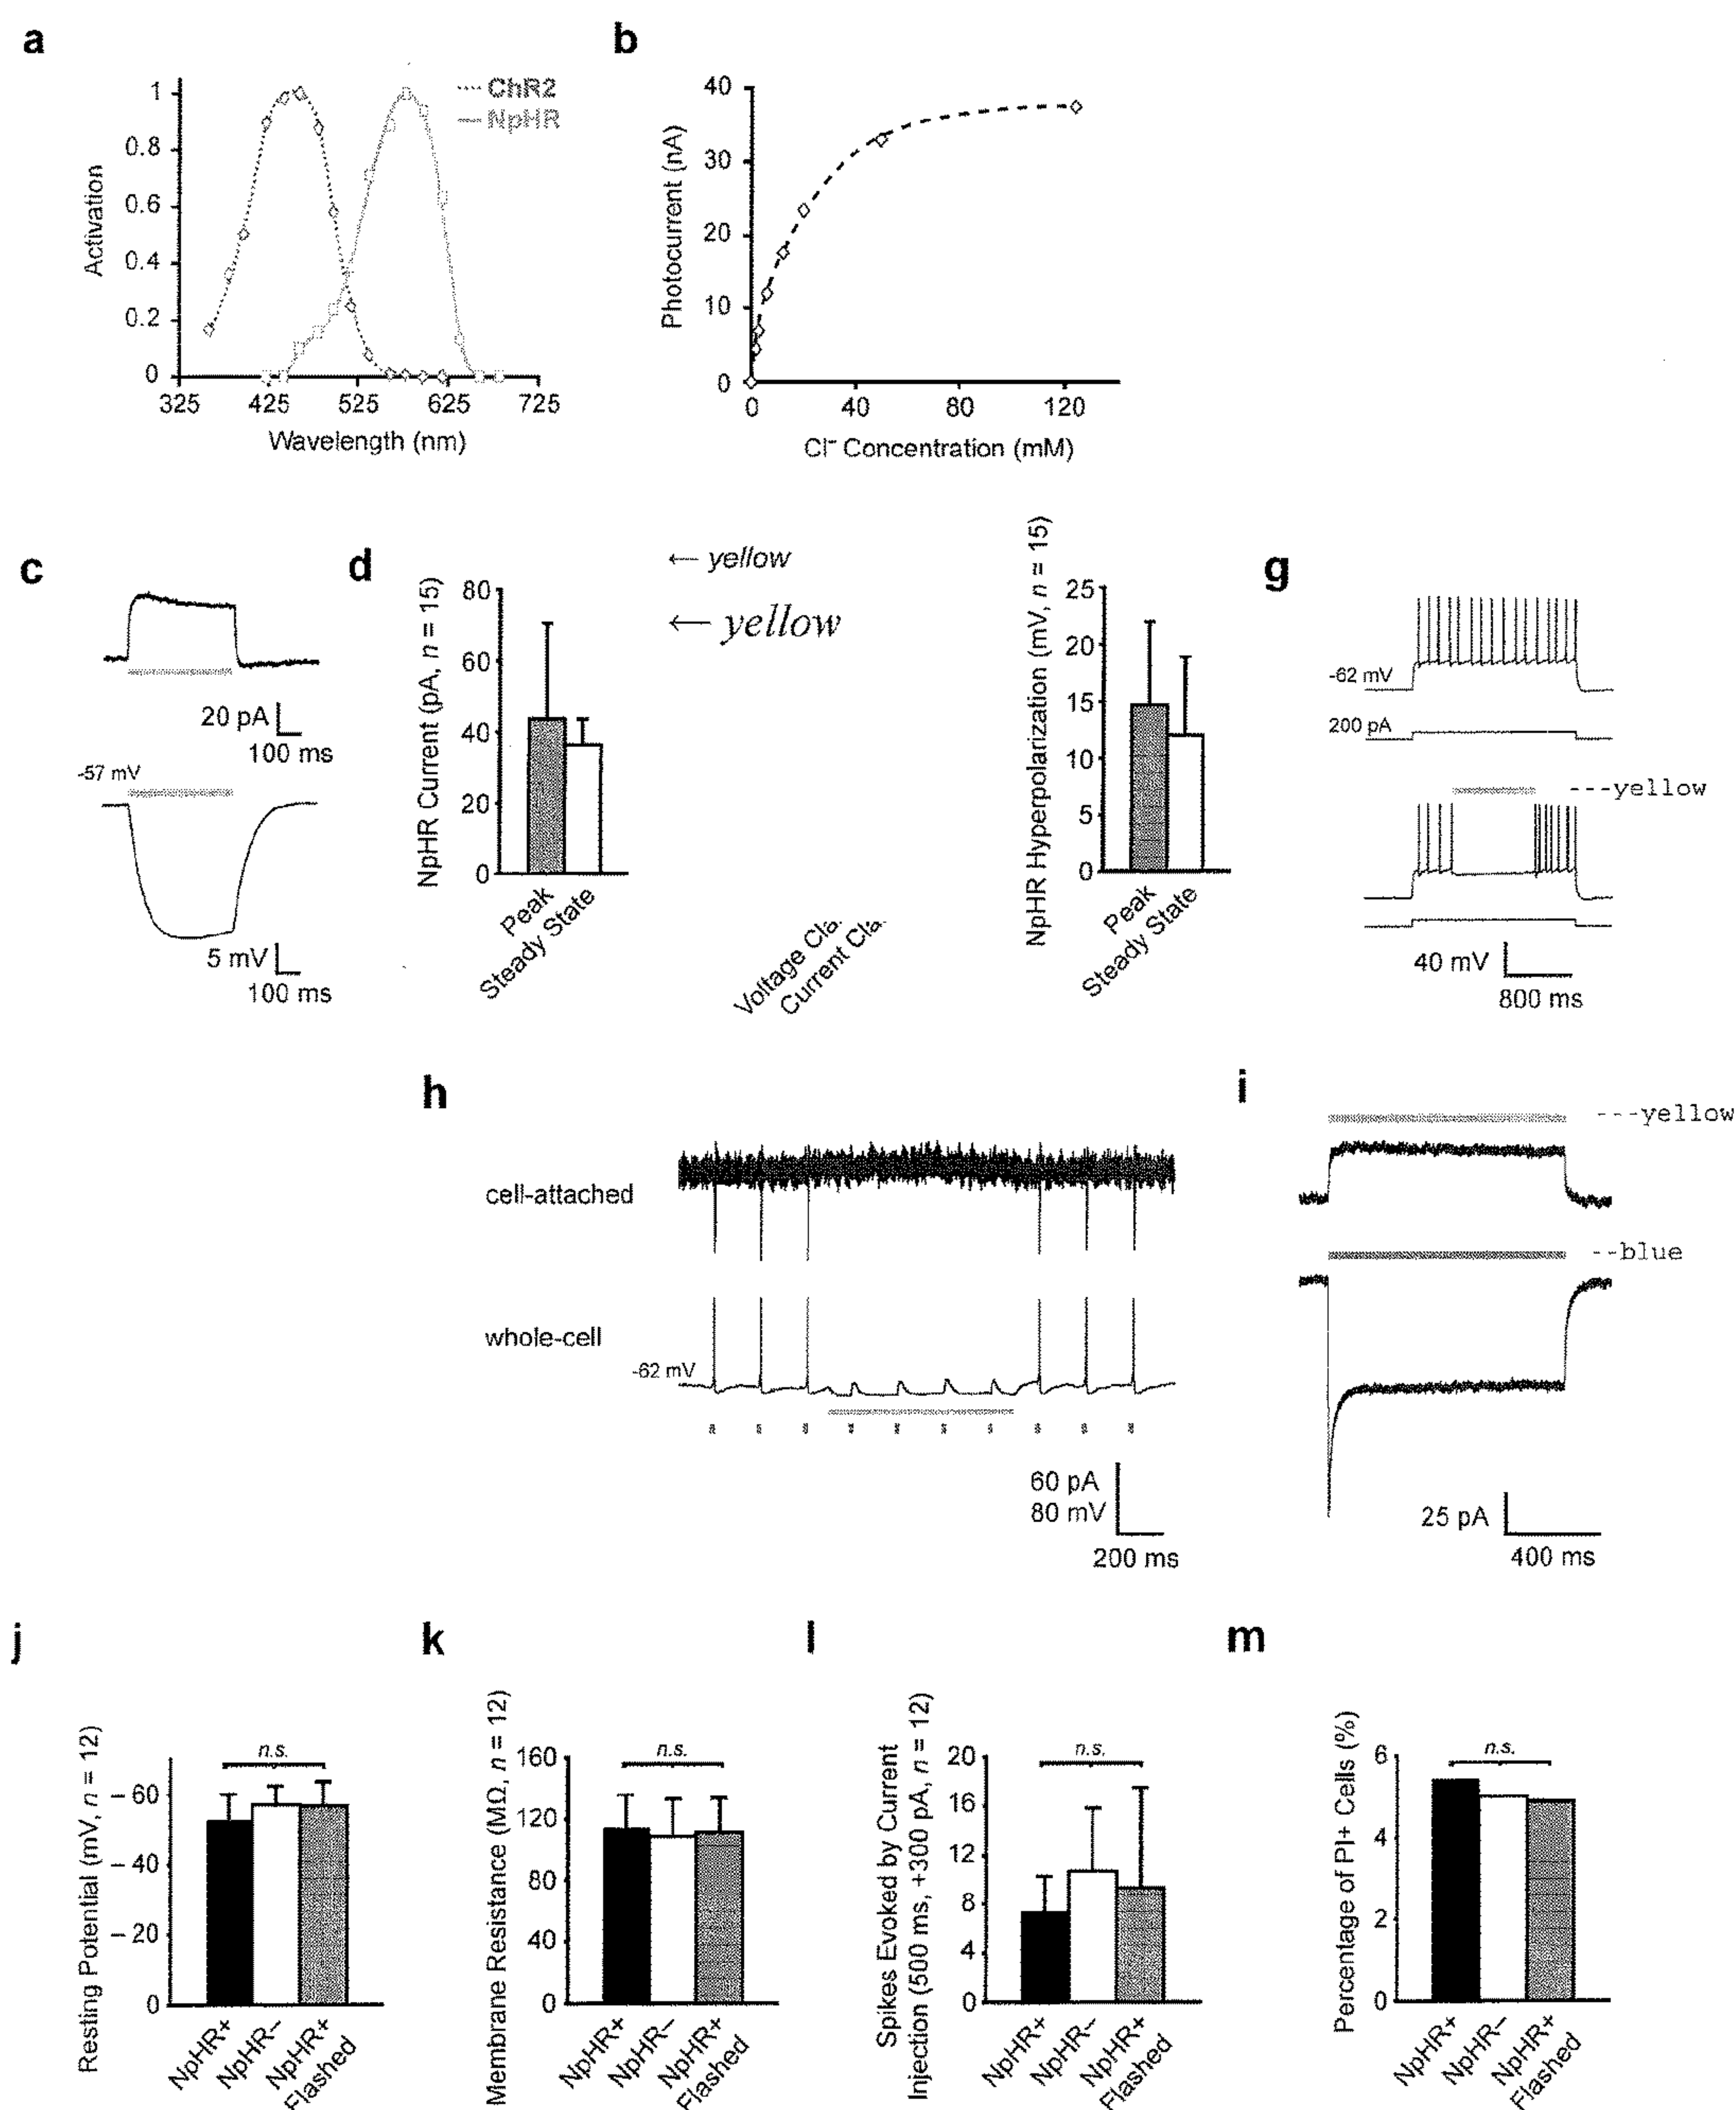 a
1
0.8
0.6
0.4
0.2
0
Activation
ChR2
NpHR
325 425 525 625 725
Wavelength (nm)
b
40
30
20
10
0
Photocurrent (nA)
0 40 80 120
Cl⁻ Concentration (mM)
c
20 pA
100 ms
-57 mV
5 mV
100 ms
d
NpHR Current (pA, n = 15)
80
60
40
20
0
Peak
Steady State
← yellow
← yellow
Voltage Cla
Current Cla
NpHR Hyperpolarization (mV, n = 15)
25
20
15
10
5
0
Peak
Steady State
g
-62 mV
200 pA
---yellow
40 mV
800 ms
h
cell-attached
whole-cell
-62 mV
60 pA
80 mV
200 ms
i
---yellow
--blue
25 pA
400 ms
j
Resting Potential (mV, n = 12)
– 60
– 40
– 20
0
n.s.
NpHR+
NpHR–
NpHR+
Flashed
k
Membrane Resistance (MΩ, n = 12)
160
120
80
40
0
n.s.
NpHR+
NpHR–
NpHR+
Flashed
l
Spikes Evoked by Current
Injection (500 ms, +300 pA, n = 12)
20
16
12
8
4
0
n.s.
NpHR+
NpHR–
NpHR+
Flashed
m
Percentage of PI+ Cells (%)
6
4
2
0
n.s.
NpHR+
NpHR–
NpHR+
Flashed